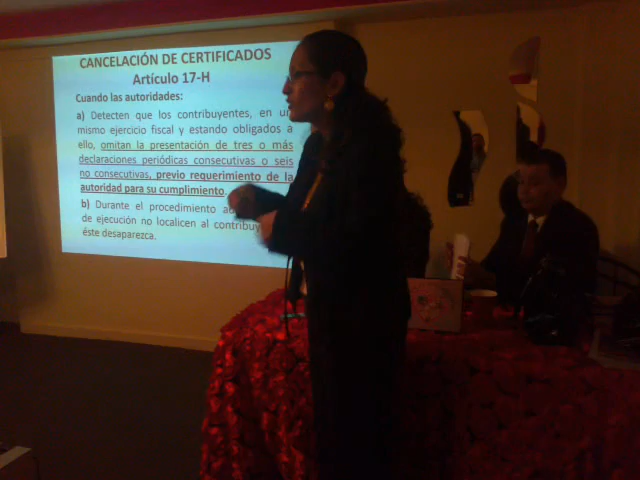 CANCELACIÓN DE CERTIFICADOS
Artículo 17-H
Cuando las autoridades:
a) Detecten que los contribuyentes, en un
mismo ejercicio fiscal y estando obligados a
ello, omitan la presentación de tres o más
declaraciones periódicas consecutivas o seis
no consecutivas, previo requerimiento de la
autoridad para su cumplimiento.
b) Durante el procedimiento
de ejecución no localicen al
éste desaparezca.